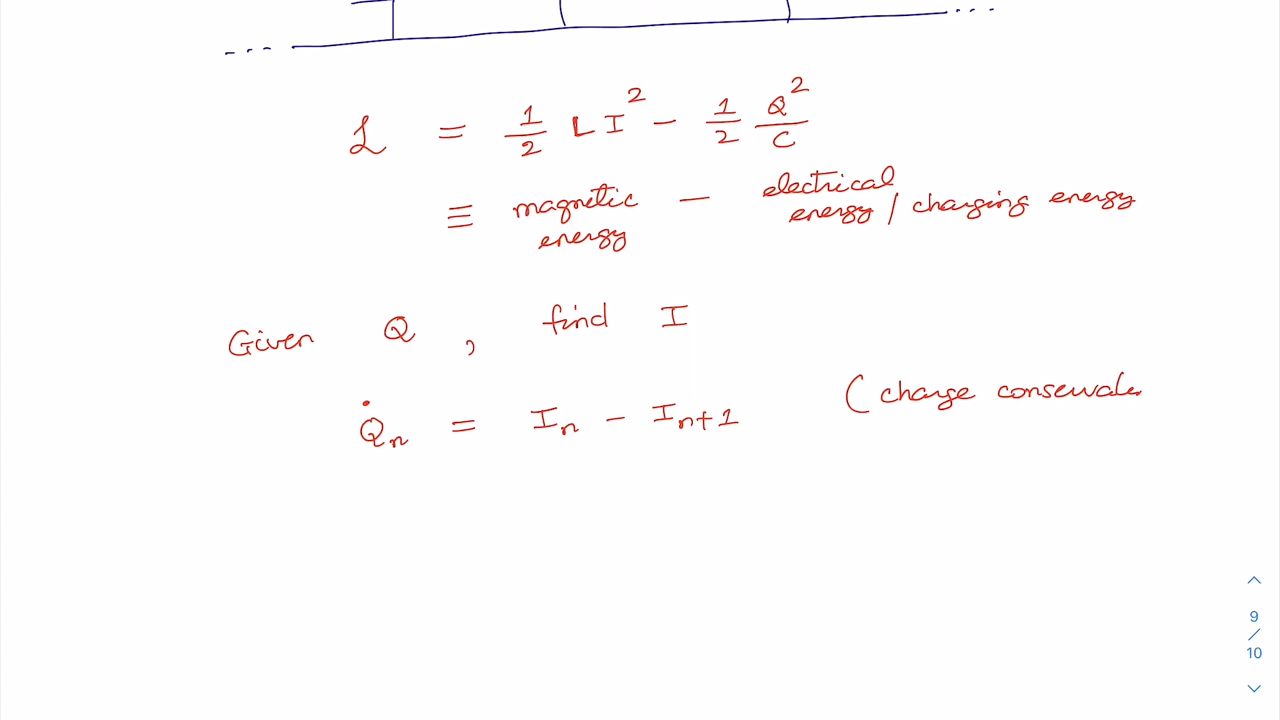 ℒ = 1/2 L I² − 1/2 Q²/C
≡ magnetic energy − electrical energy / charging energy
Given Q , find I
Q̇ₙ = Iₙ − Iₙ₊₁ (charge
9
/
10